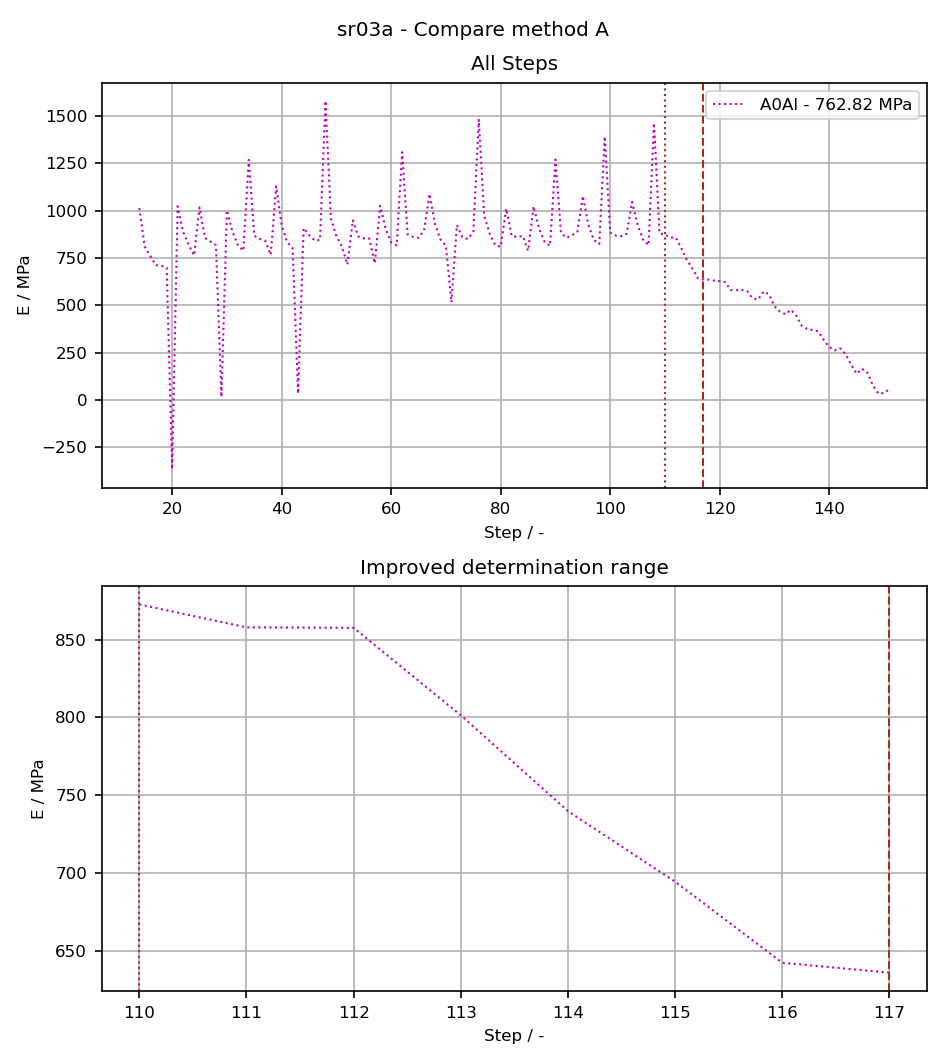 sr03a - Compare method A
All Steps
1500
1250
1000
750
500
250
0
−250
E / MPa
A0Al - 762.82 MPa
20 40 60 80 100 120 140
Step / -
Improved determination range
850
800
750
700
650
E / MPa
110 111 112 113 114 115 116 117
Step / -